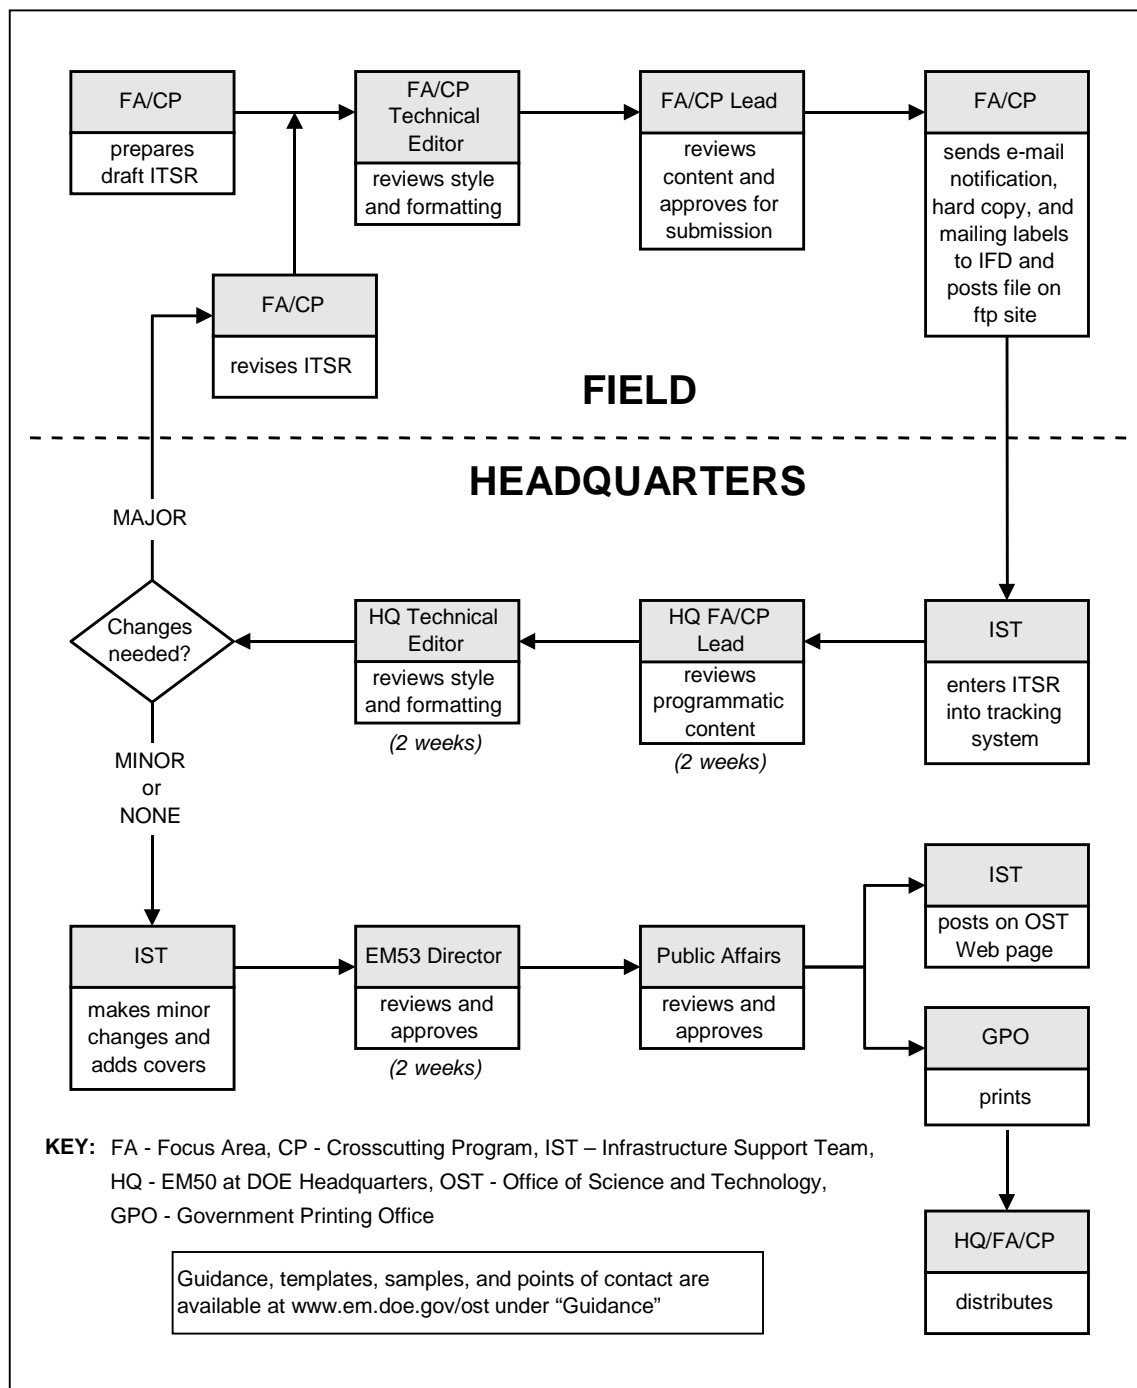 FA/CP
prepares
draft ITSR
FA/CP
Technical
Editor
reviews style
and formatting
FA/CP Lead
reviews
content and
approves for
submission
FA/CP
sends e-mail
notification,
hard copy, and
mailing labels
to IFD and
posts file on
ftp site
FA/CP
revises ITSR
FIELD
HEADQUARTERS
MAJOR
Changes
needed?
HQ Technical
Editor
reviews style
and formatting
(2 weeks)
HQ FA/CP
Lead
reviews
programmatic
content
(2 weeks)
IST
enters ITSR
into tracking
system
MINOR
or
NONE
IST
makes minor
changes and
adds covers
EM53 Director
reviews and
approves
(2 weeks)
Public Affairs
reviews and
approves
IST
posts on OST
Web page
GPO
prints
HQ/FA/CP
distributes
KEY: FA - Focus Area, CP - Crosscutting Program, IST – Infrastructure Support Team,
HQ - EM50 at DOE Headquarters, OST - Office of Science and Technology,
GPO - Government Printing Office
Guidance, templates, samples, and points of contact are
available at www.em.doe.gov/ost under “Guidance”